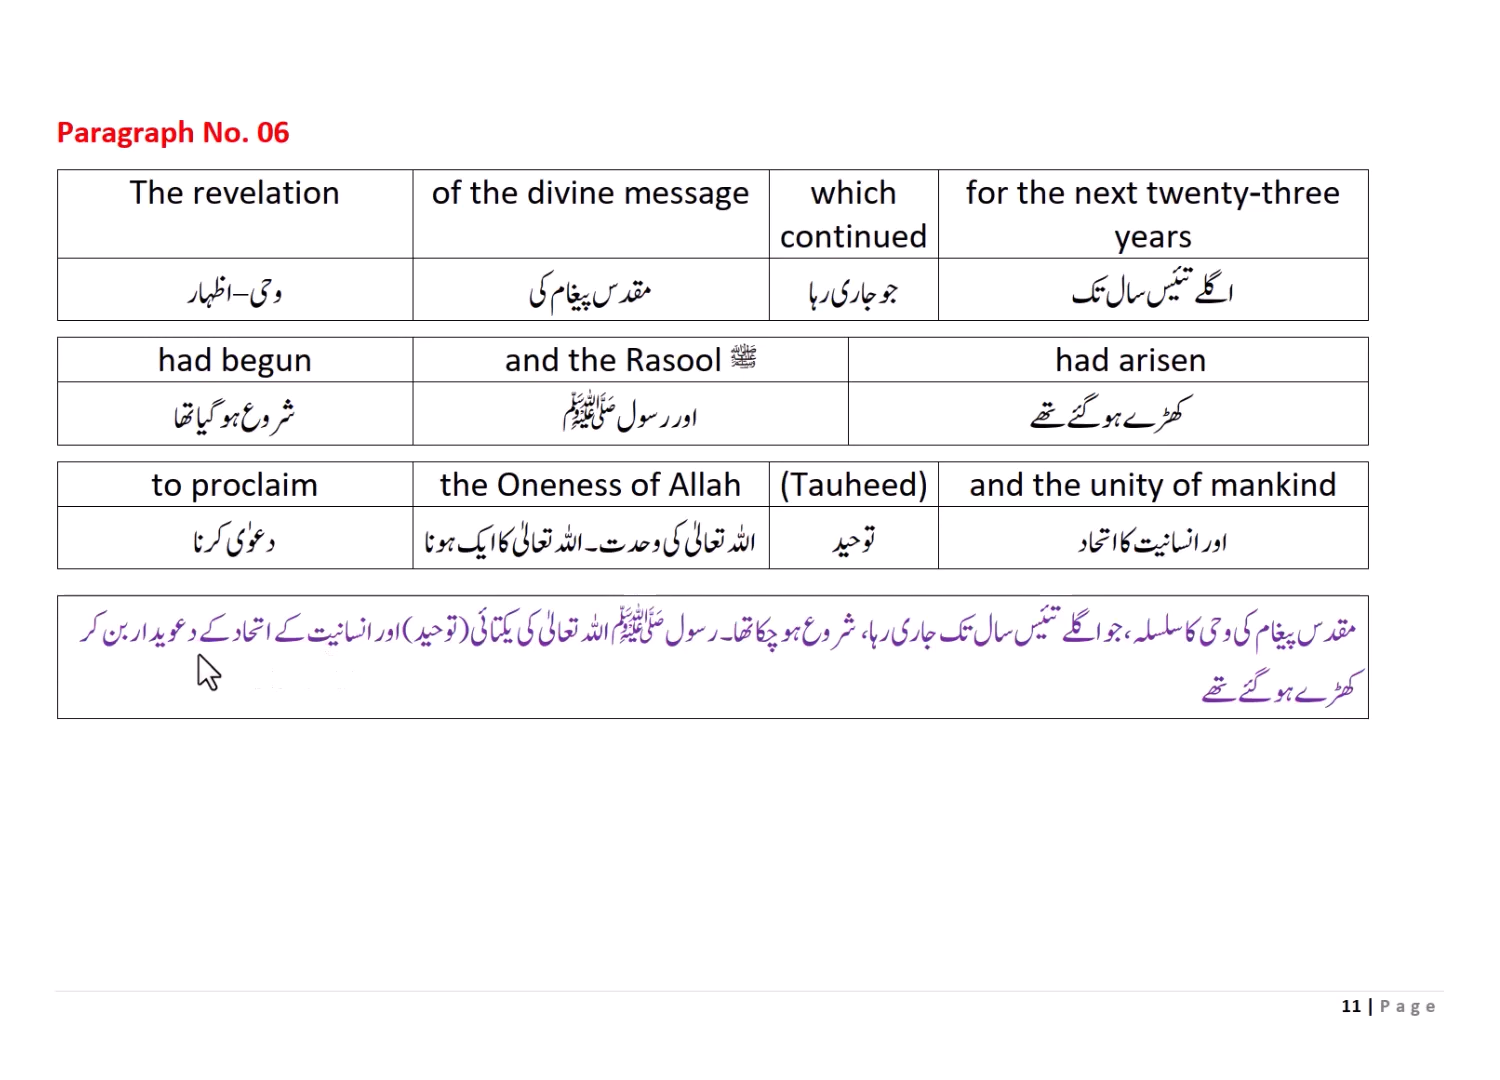 Paragraph No. 06
The revelation
of the divine message
which
continued
for the next twenty-three
years
وحی–اظہار
مقدس پیغام کی
جو جاری رہا
اگلے تئیس سال تک
had begun
and the Rasool ﷺ
had arisen
شروع ہو گیا تھا
اور رسول ﷺ
کھڑے ہو گئے تھے
to proclaim
the Oneness of Allah
(Tauheed)
and the unity of mankind
دعوٰی کرنا
اللہ تعالیٰ کی وحدت۔ اللہ تعالیٰ کا ایک ہونا
توحید
اور انسانیت کا اتحاد
مقدس پیغام کی وحی کا سلسلہ، جو اگلے تئیس سال تک جاری رہا، شروع ہو چکا تھا۔ رسول ﷺ اللہ تعالیٰ کی یکتائی (توحید) اور انسانیت کے اتحاد کے دعویدار بن کر
کھڑے ہو گئے تھے
11 | Page